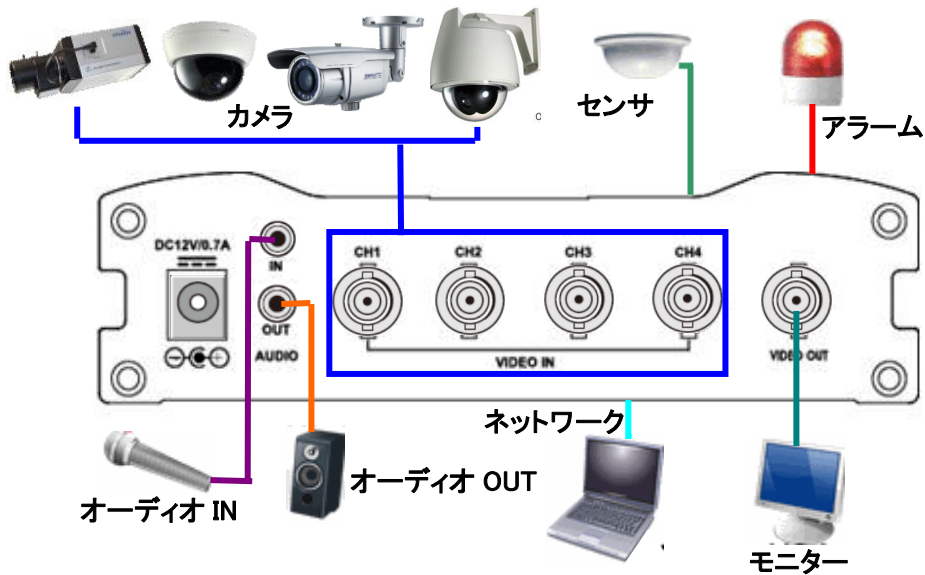 カメラ
センサ
アラーム
DC12V/0.7A
IN
OUT
AUDIO
CH1
CH2
CH3
CH4
VIDEO IN
VIDEO OUT
ネットワーク
オーディオ IN
オーディオ OUT
モニター